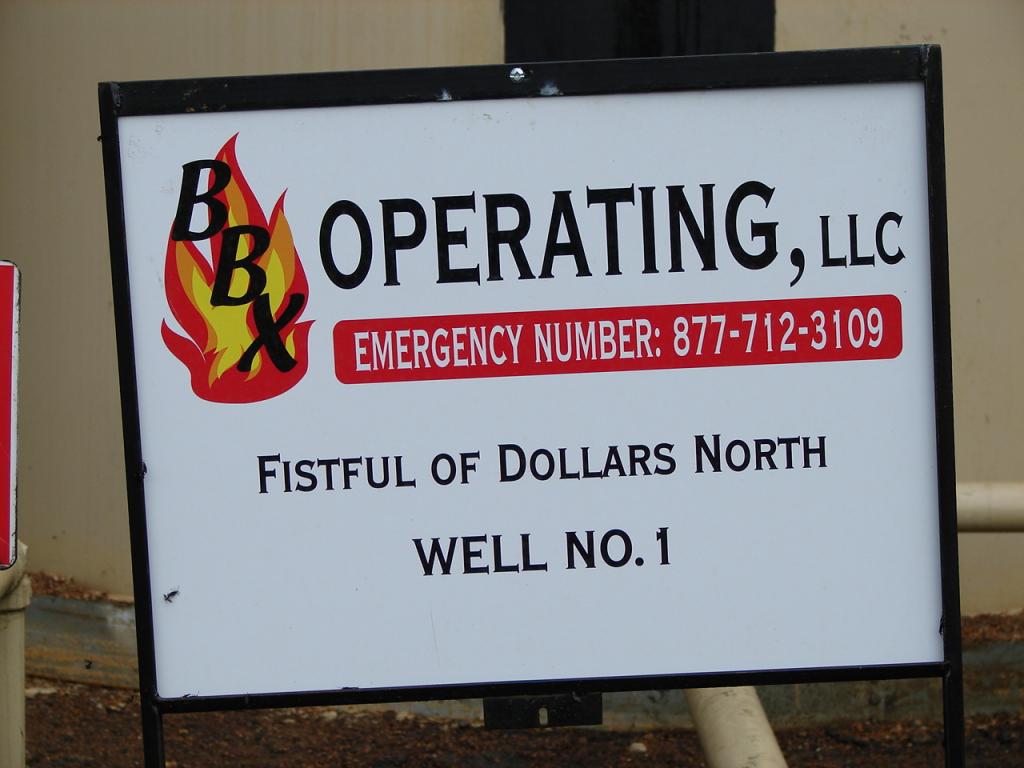 BBX OPERATING, LLC
EMERGENCY NUMBER: 877-712-3109
FISTFUL OF DOLLARS NORTH
WELL NO. 1